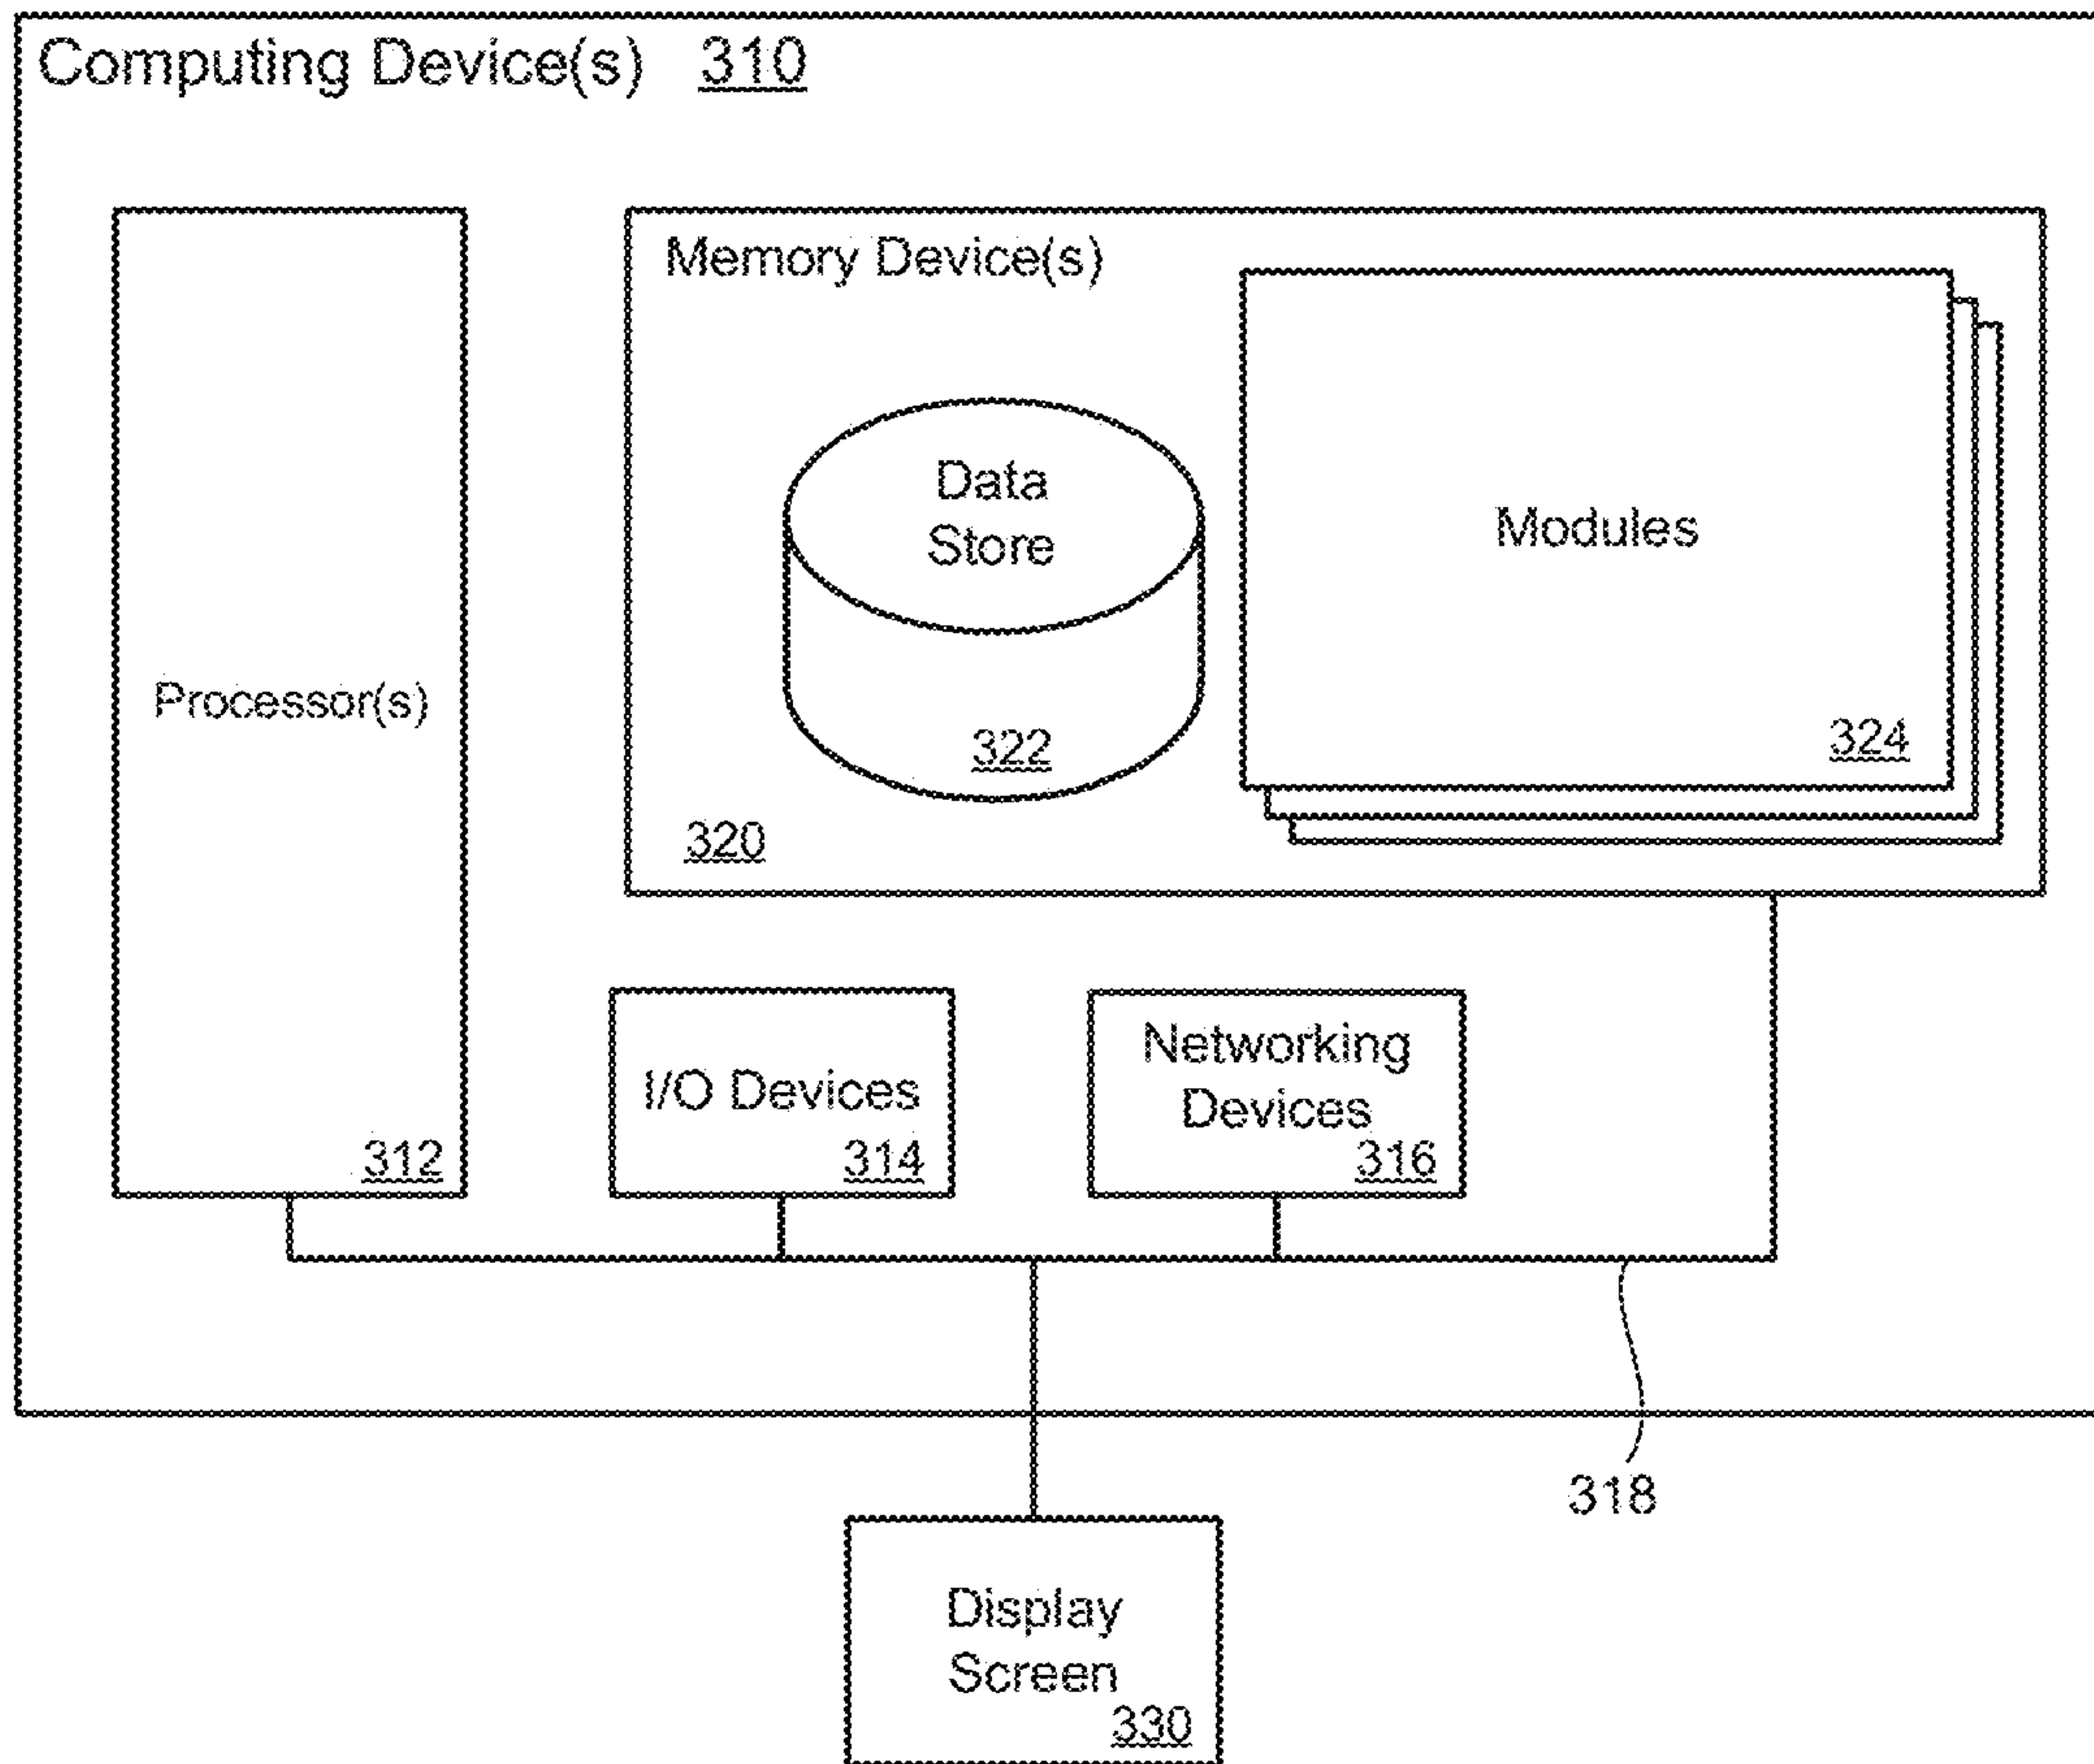 Computing Device(s) 310
Memory Device(s)
Data
Store
322
Modules
324
320
Processor(s)
312
I/O Devices
314
Networking
Devices
316
318
Display
Screen
330